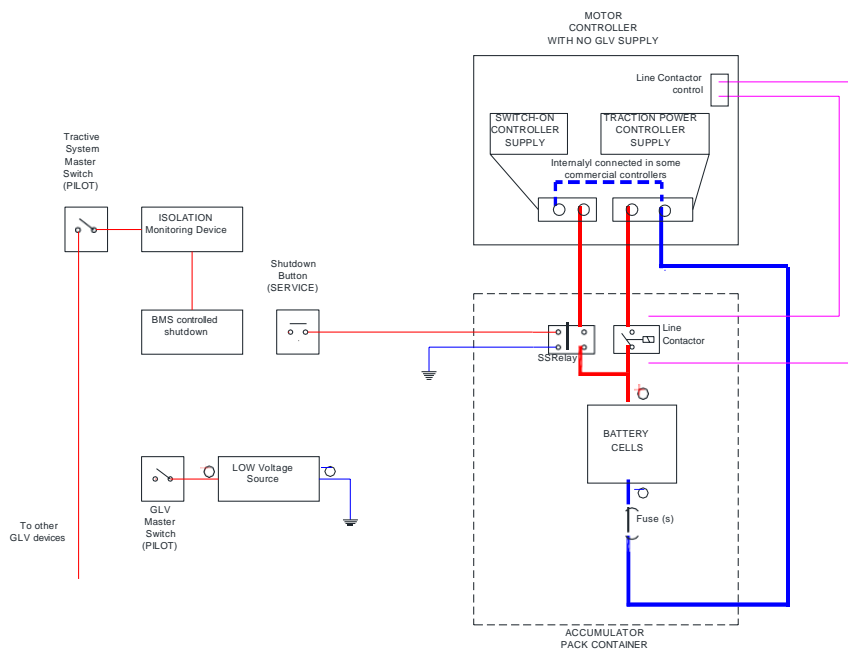 MOTOR
CONTROLLER
WITH NO GLV SUPPLY
Line Contactor
control
SWITCH-ON
CONTROLLER
SUPPLY
TRACTION POWER
CONTROLLER
SUPPLY
Internalyl connected in some
commercial controllers
Tractive
System
Master
Switch
(PILOT)
ISOLATION
Monitoring Device
BMS controlled
shutdown
Shutdown
Button
(SERVICE)
SSRelay
Line
Contactor
BATTERY
CELLS
Fuse (s)
LOW Voltage
Source
GLV
Master
Switch
(PILOT)
To other
GLV devices
ACCUMULATOR
PACK CONTAINER